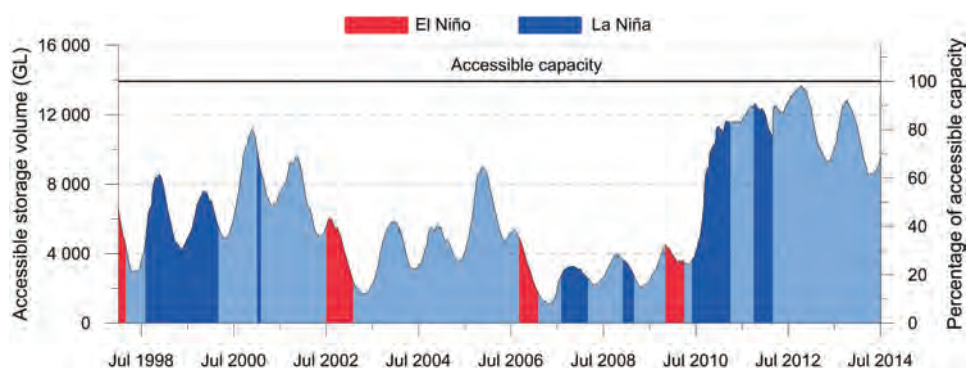 El Niño La Niña
Accessible storage volume (GL)
16 000
12 000
8 000
4 000
0
Accessible capacity
100
80
60
40
20
0
Percentage of accessible capacity
Jul 1998 Jul 2000 Jul 2002 Jul 2004 Jul 2006 Jul 2008 Jul 2010 Jul 2012 Jul 2014